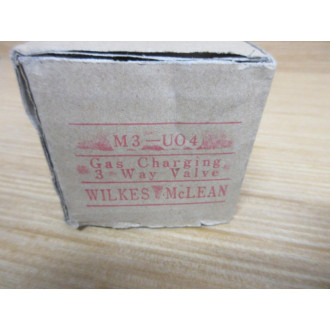 M3-UO4
Gas Charging
3-Way Valve
WILKES & McLEAN